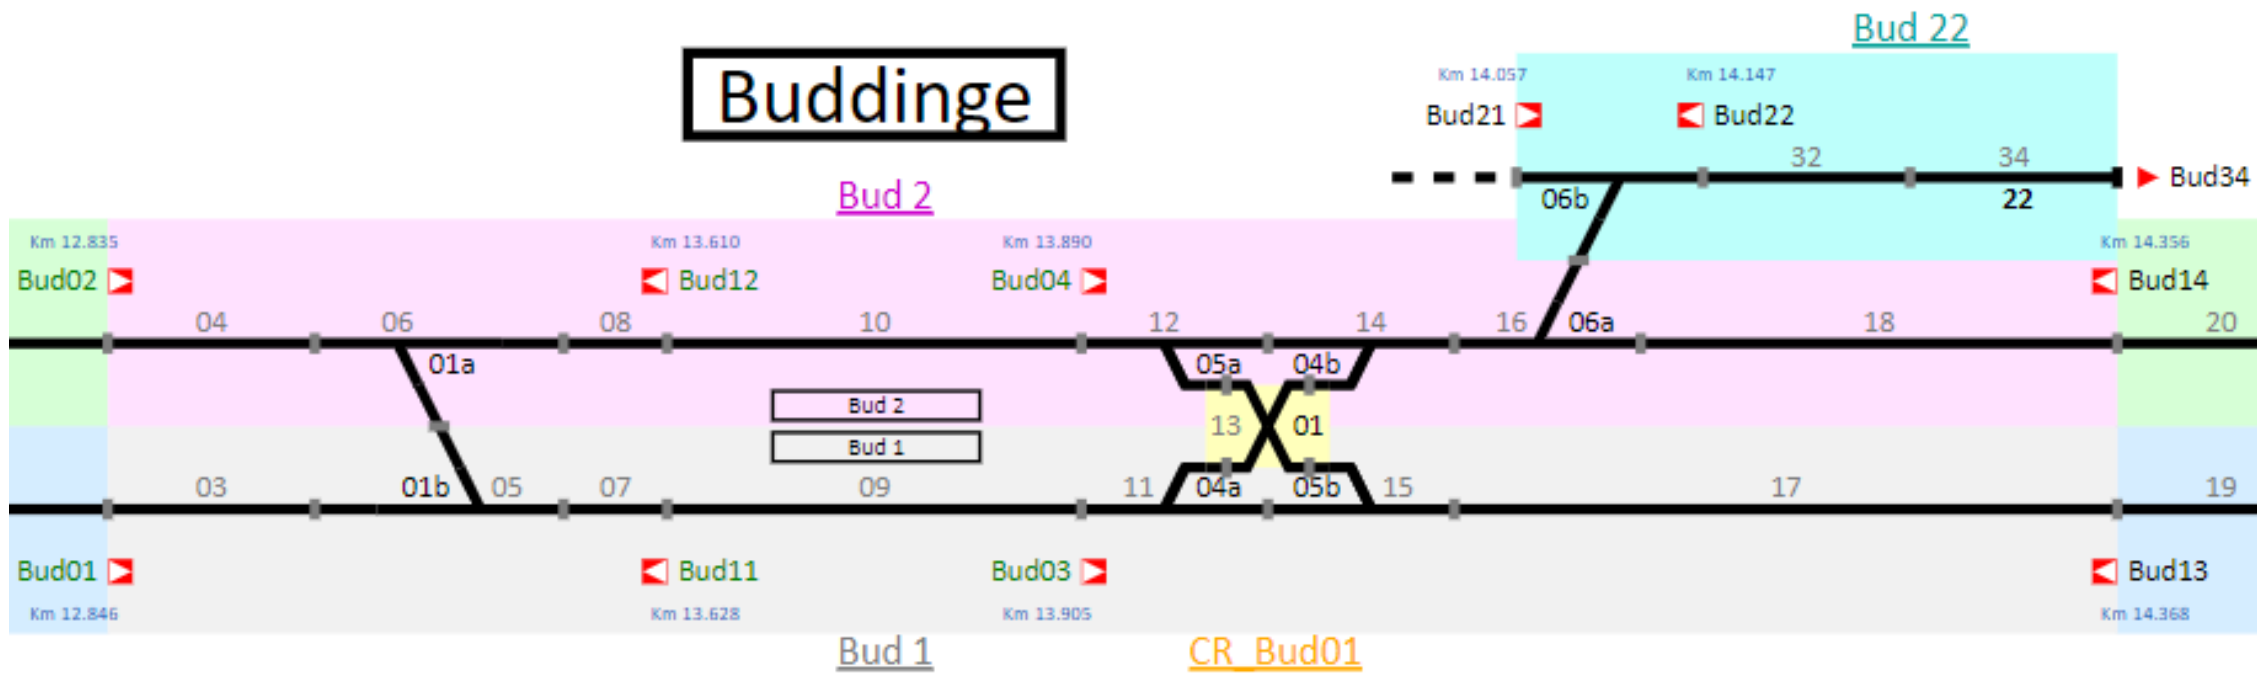 Bud 22
Buddinge
Km 14.057 Km 14.147
Bud21 Bud22
32 34
Bud34
Bud 2
06b 22
Km 12.835 Km 13.610 Km 13.890 Km 14.356
Bud02 Bud12 Bud04 Bud14
04 06 08 10 12 14 16 06a 18 20
01a 05a 04b
Bud 2
13 01
Bud 1
03 01b 05 07 09 11 04a 05b 15 17 19
Bud01 Bud11 Bud03 Bud13
Km 12.846 Km 13.628 Km 13.905 Km 14.368
Bud 1 CR_Bud01